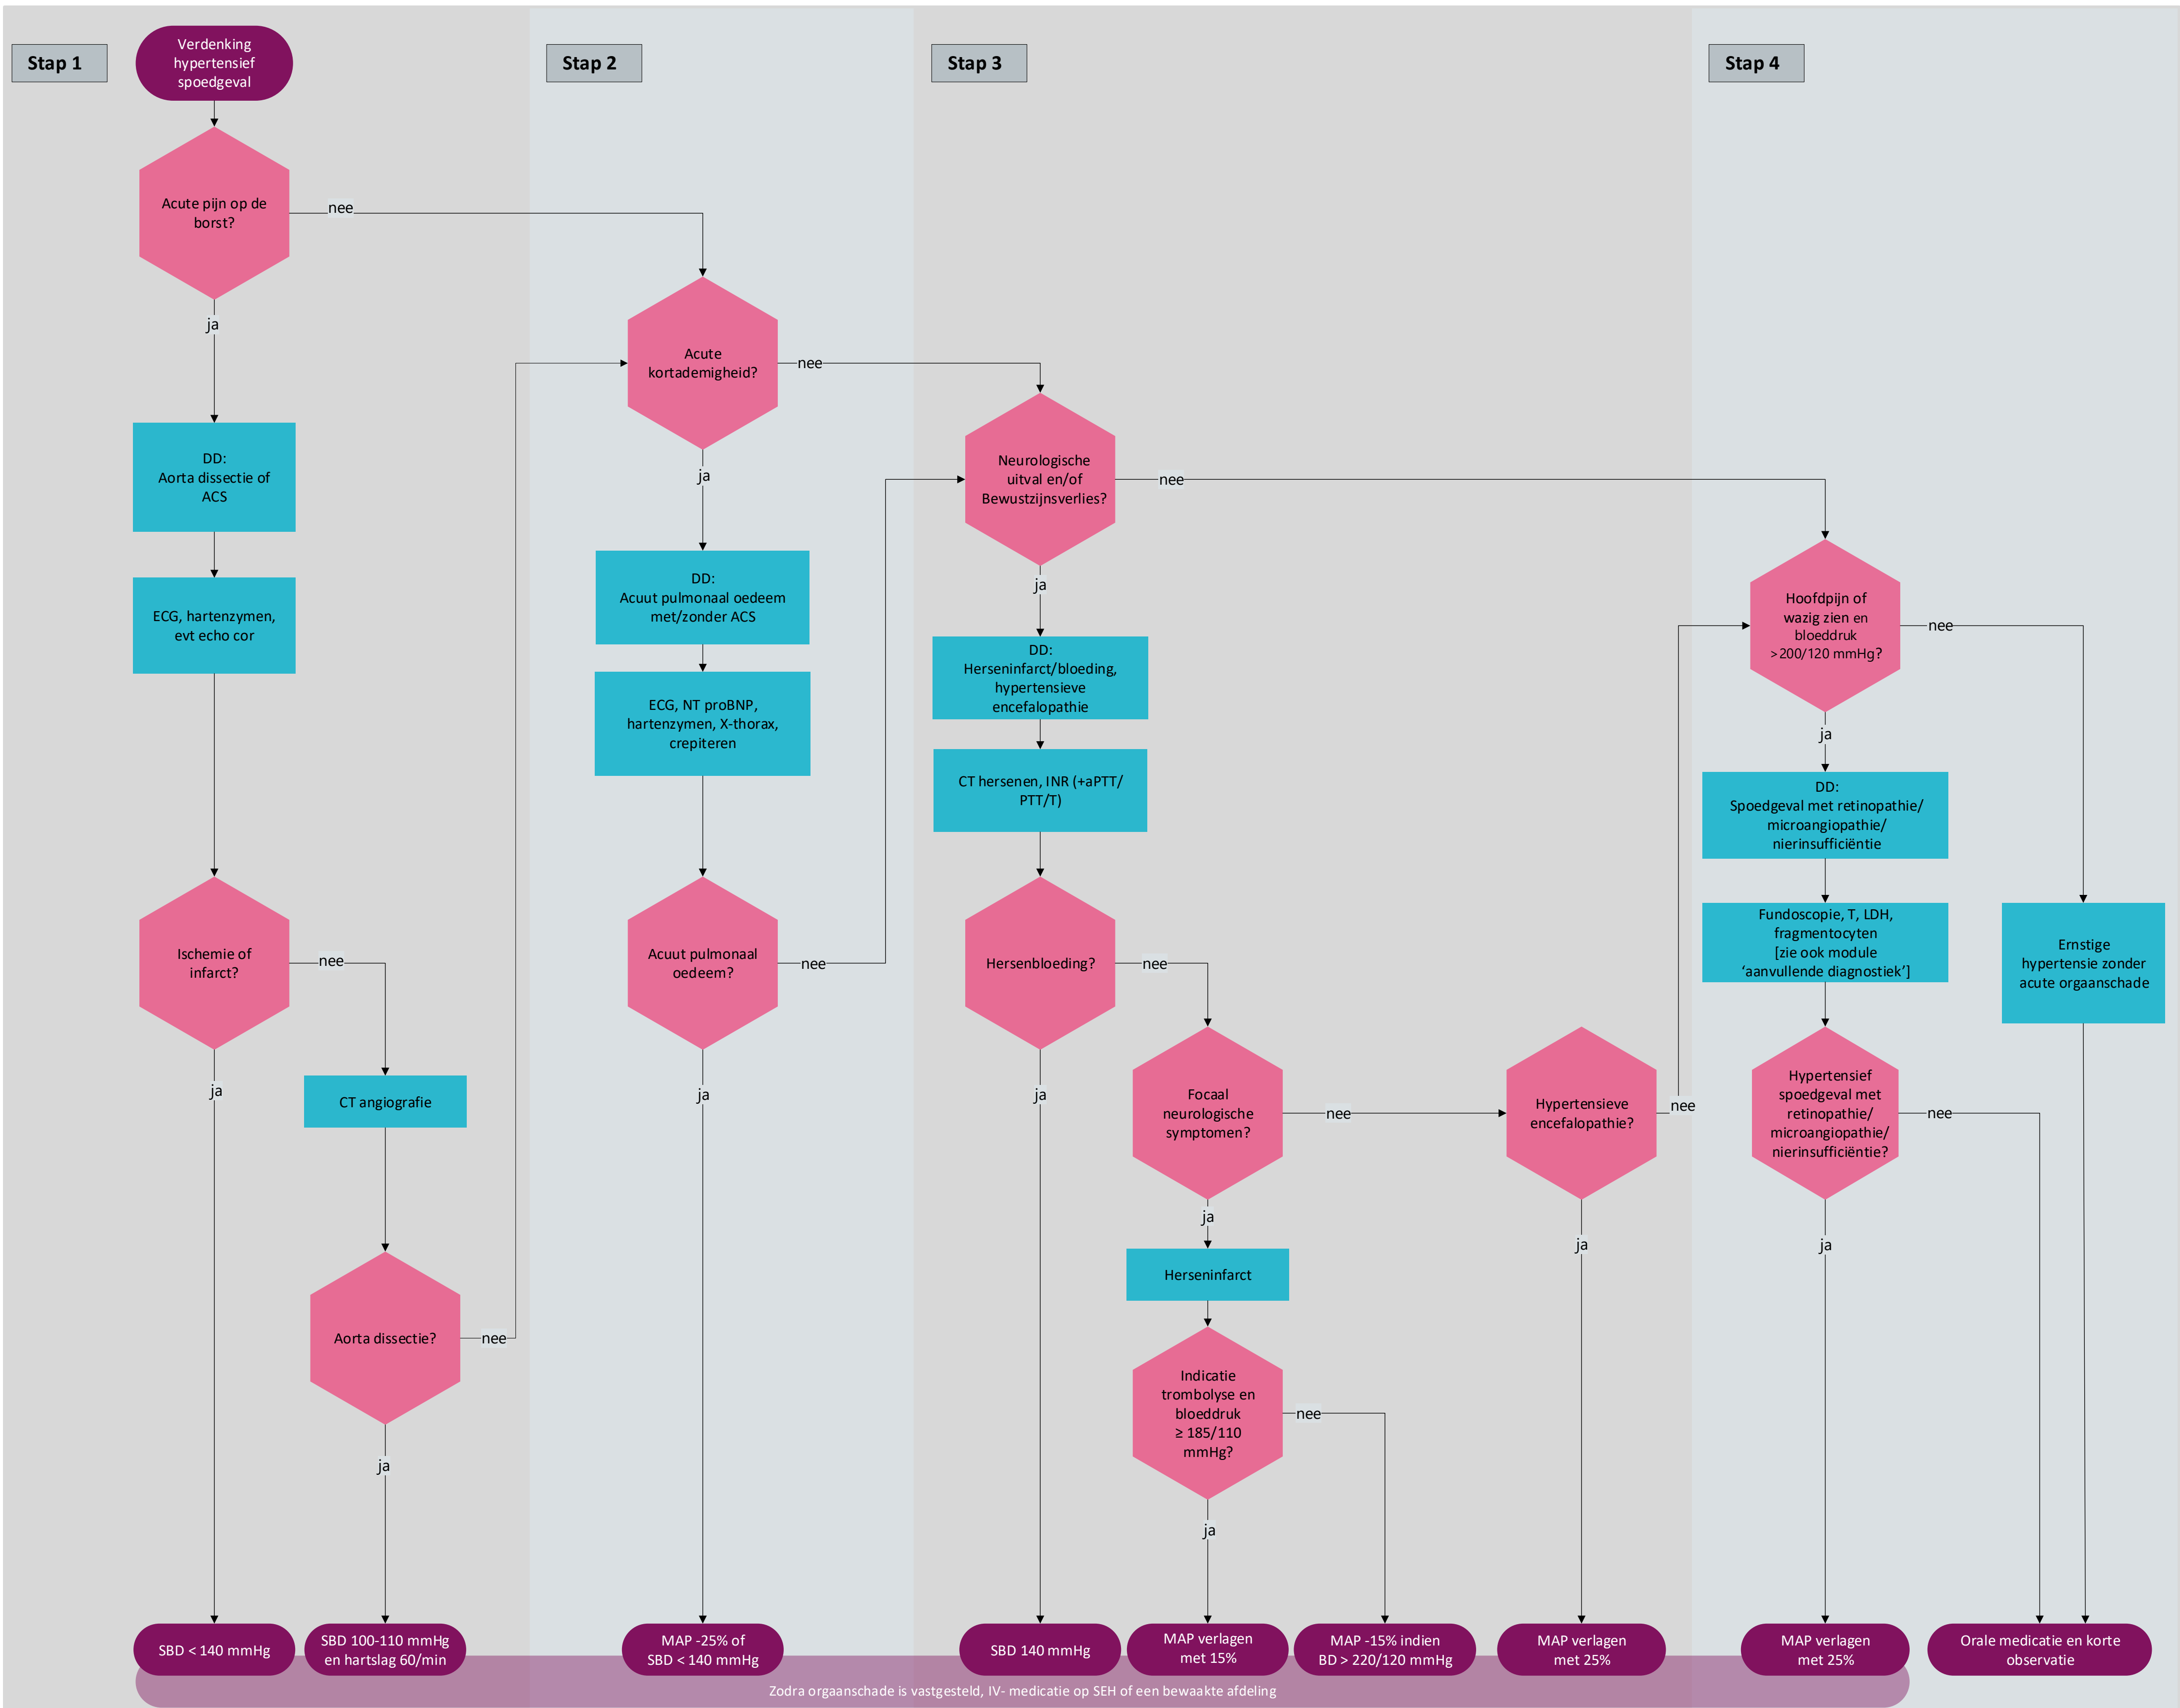 Stap 1
Verdenking
hypertensief
spoedgeval
Acute pijn op de
borst?
nee
ja
DD:
Aorta dissectie of
ACS
ECG, hartenzymen,
evt echo cor
Ischemie of
infarct?
nee
ja
CT angiografie
Aorta dissectie?
nee
ja
SBD < 140 mmHg
SBD 100-110 mmHg
en hartslag 60/min
Stap 2
Acute
kortademigheid?
nee
ja
DD:
Acuut pulmonaal oedeem
met/zonder ACS
ECG, NT proBNP,
hartenzymen, X-thorax,
crepiteren
Acuut pulmonaal
oedeem?
nee
ja
MAP -25% of
SBD < 140 mmHg
Stap 3
Neurologische
uitval en/of
Bewustzijnsverlies?
nee
ja
DD:
Herseninfarct/bloeding,
hypertensieve
encefalopathie
CT hersenen, INR (+aPTT/
PTT/T)
Hersenbloeding?
nee
ja
Focaal
neurologische
symptomen?
nee
ja
Herseninfarct
Indicatie
trombolyse en
bloeddruk
≥ 185/110
mmHg?
nee
ja
Hypertensieve
encefalopathie?
nee
ja
SBD 140 mmHg
MAP verlagen
met 15%
MAP -15% indien
BD > 220/120 mmHg
MAP verlagen
met 25%
Stap 4
Hoofdpijn of
wazig zien en
bloeddruk
>200/120 mmHg?
nee
ja
DD:
Spoedgeval met retinopathie/
microangiopathie/
nierinsufficiëntie
Fundoscopie, T, LDH,
fragmentocyten
[zie ook module
‘aanvullende diagnostiek’]
Ernstige
hypertensie zonder
acute orgaanschade
Hypertensief
spoedgeval met
retinopathie/
microangiopathie/
nierinsufficiëntie?
nee
ja
MAP verlagen
met 25%
Orale medicatie en korte
observatie
Zodra orgaanschade is vastgesteld, IV- medicatie op SEH of een bewaakte afdeling